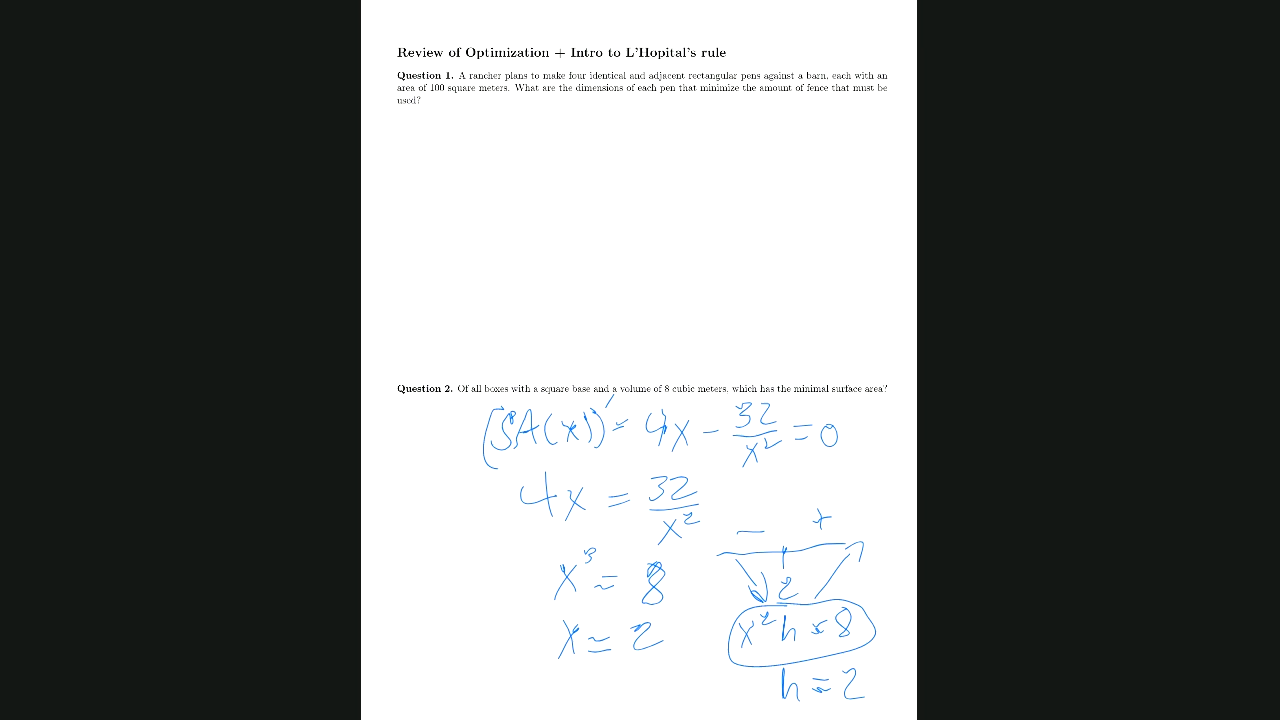 Review of Optimization + Intro to L'Hopital's rule
Question 1. A rancher plans to make four identical and adjacent rectangular pens against a barn, each with an
area of 100 square meters. What are the dimensions of each pen that minimize the amount of fence that must be
used?
Question 2. Of all boxes with a square base and a volume of 8 cubic meters, which has the minimal surface area?
(SA(x))' = 4x - 32/x² = 0
4x = 32/x²
- +
x³ = 8
2
x = 2
x²h = 8
h = 2